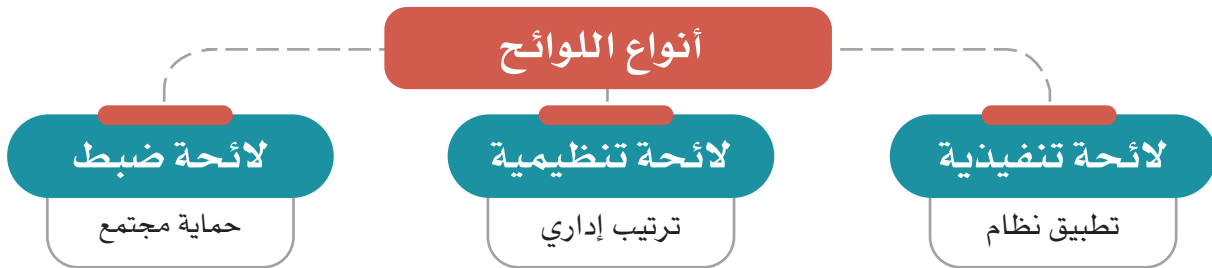 أنواع اللوائح
لائحة تنفيذية
تطبيق نظام
لائحة تنظيمية
ترتيب إداري
لائحة ضبط
حماية مجتمع